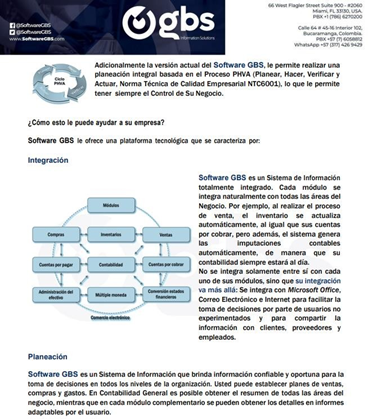 @SoftwareGBS
@SoftwareGBS
www.SoftwareGBS.com
gbs
Information Solutions
66 West Flagler Street Suite 900 - #2060
Miami, FL 33130, USA.
PBX +1 (786) 6270200
Calle 64 # 45-16 Interior 102,
Bucaramanga, Colombia.
PBX +57 (7) 6058812
WhatsApp +57 (317) 426 9429
Ciclo
PHVA
Adicionalmente la versión actual del Software GBS, le permite realizar una
planeación integral basada en el Proceso PHVA (Planear, Hacer, Verificar y
Actuar, Norma Técnica de Calidad Empresarial NTC6001), lo que le permite
tener siempre el Control de Su Negocio.
¿Cómo esto le puede ayudar a su empresa?
Software GBS le ofrece una plataforma tecnológica que se caracteriza por:
Integración
Módulos
Compras
Inventarios
Ventas
Cuentas por pagar
Contabilidad
Cuentas por cobrar
Administración del
efectivo
Múltiple moneda
Conversión estados
financieros
Comercio electrónico
Software GBS es un Sistema de Información
totalmente integrado. Cada módulo se
integra naturalmente con todas las áreas del
Negocio. Por ejemplo, al realizar el proceso
de venta, el inventario se actualiza
automáticamente, al igual que sus cuentas
por cobrar, pero además, el sistema genera
las imputaciones contables
automáticamente, de manera que su
contabilidad siempre estará al día.
No se integra solamente entre sí con cada
uno de sus módulos, sino que su integración
va más allá: Se integra con Microsoft Office,
Correo Electrónico e Internet para facilitar la
toma de decisiones por parte de usuarios no
experimentados y para compartir la
información con clientes, proveedores y
empleados.
Planeación
Software GBS es un Sistema de Información que brinda información confiable y oportuna para la
toma de decisiones en todos los niveles de la organización. Usted puede establecer planes de ventas,
compras y gastos. En Contabilidad General es posible obtener el resumen de todas las áreas del
negocio, mientras que en cada módulo complementario se pueden obtener los detalles en informes
adaptables por el usuario.